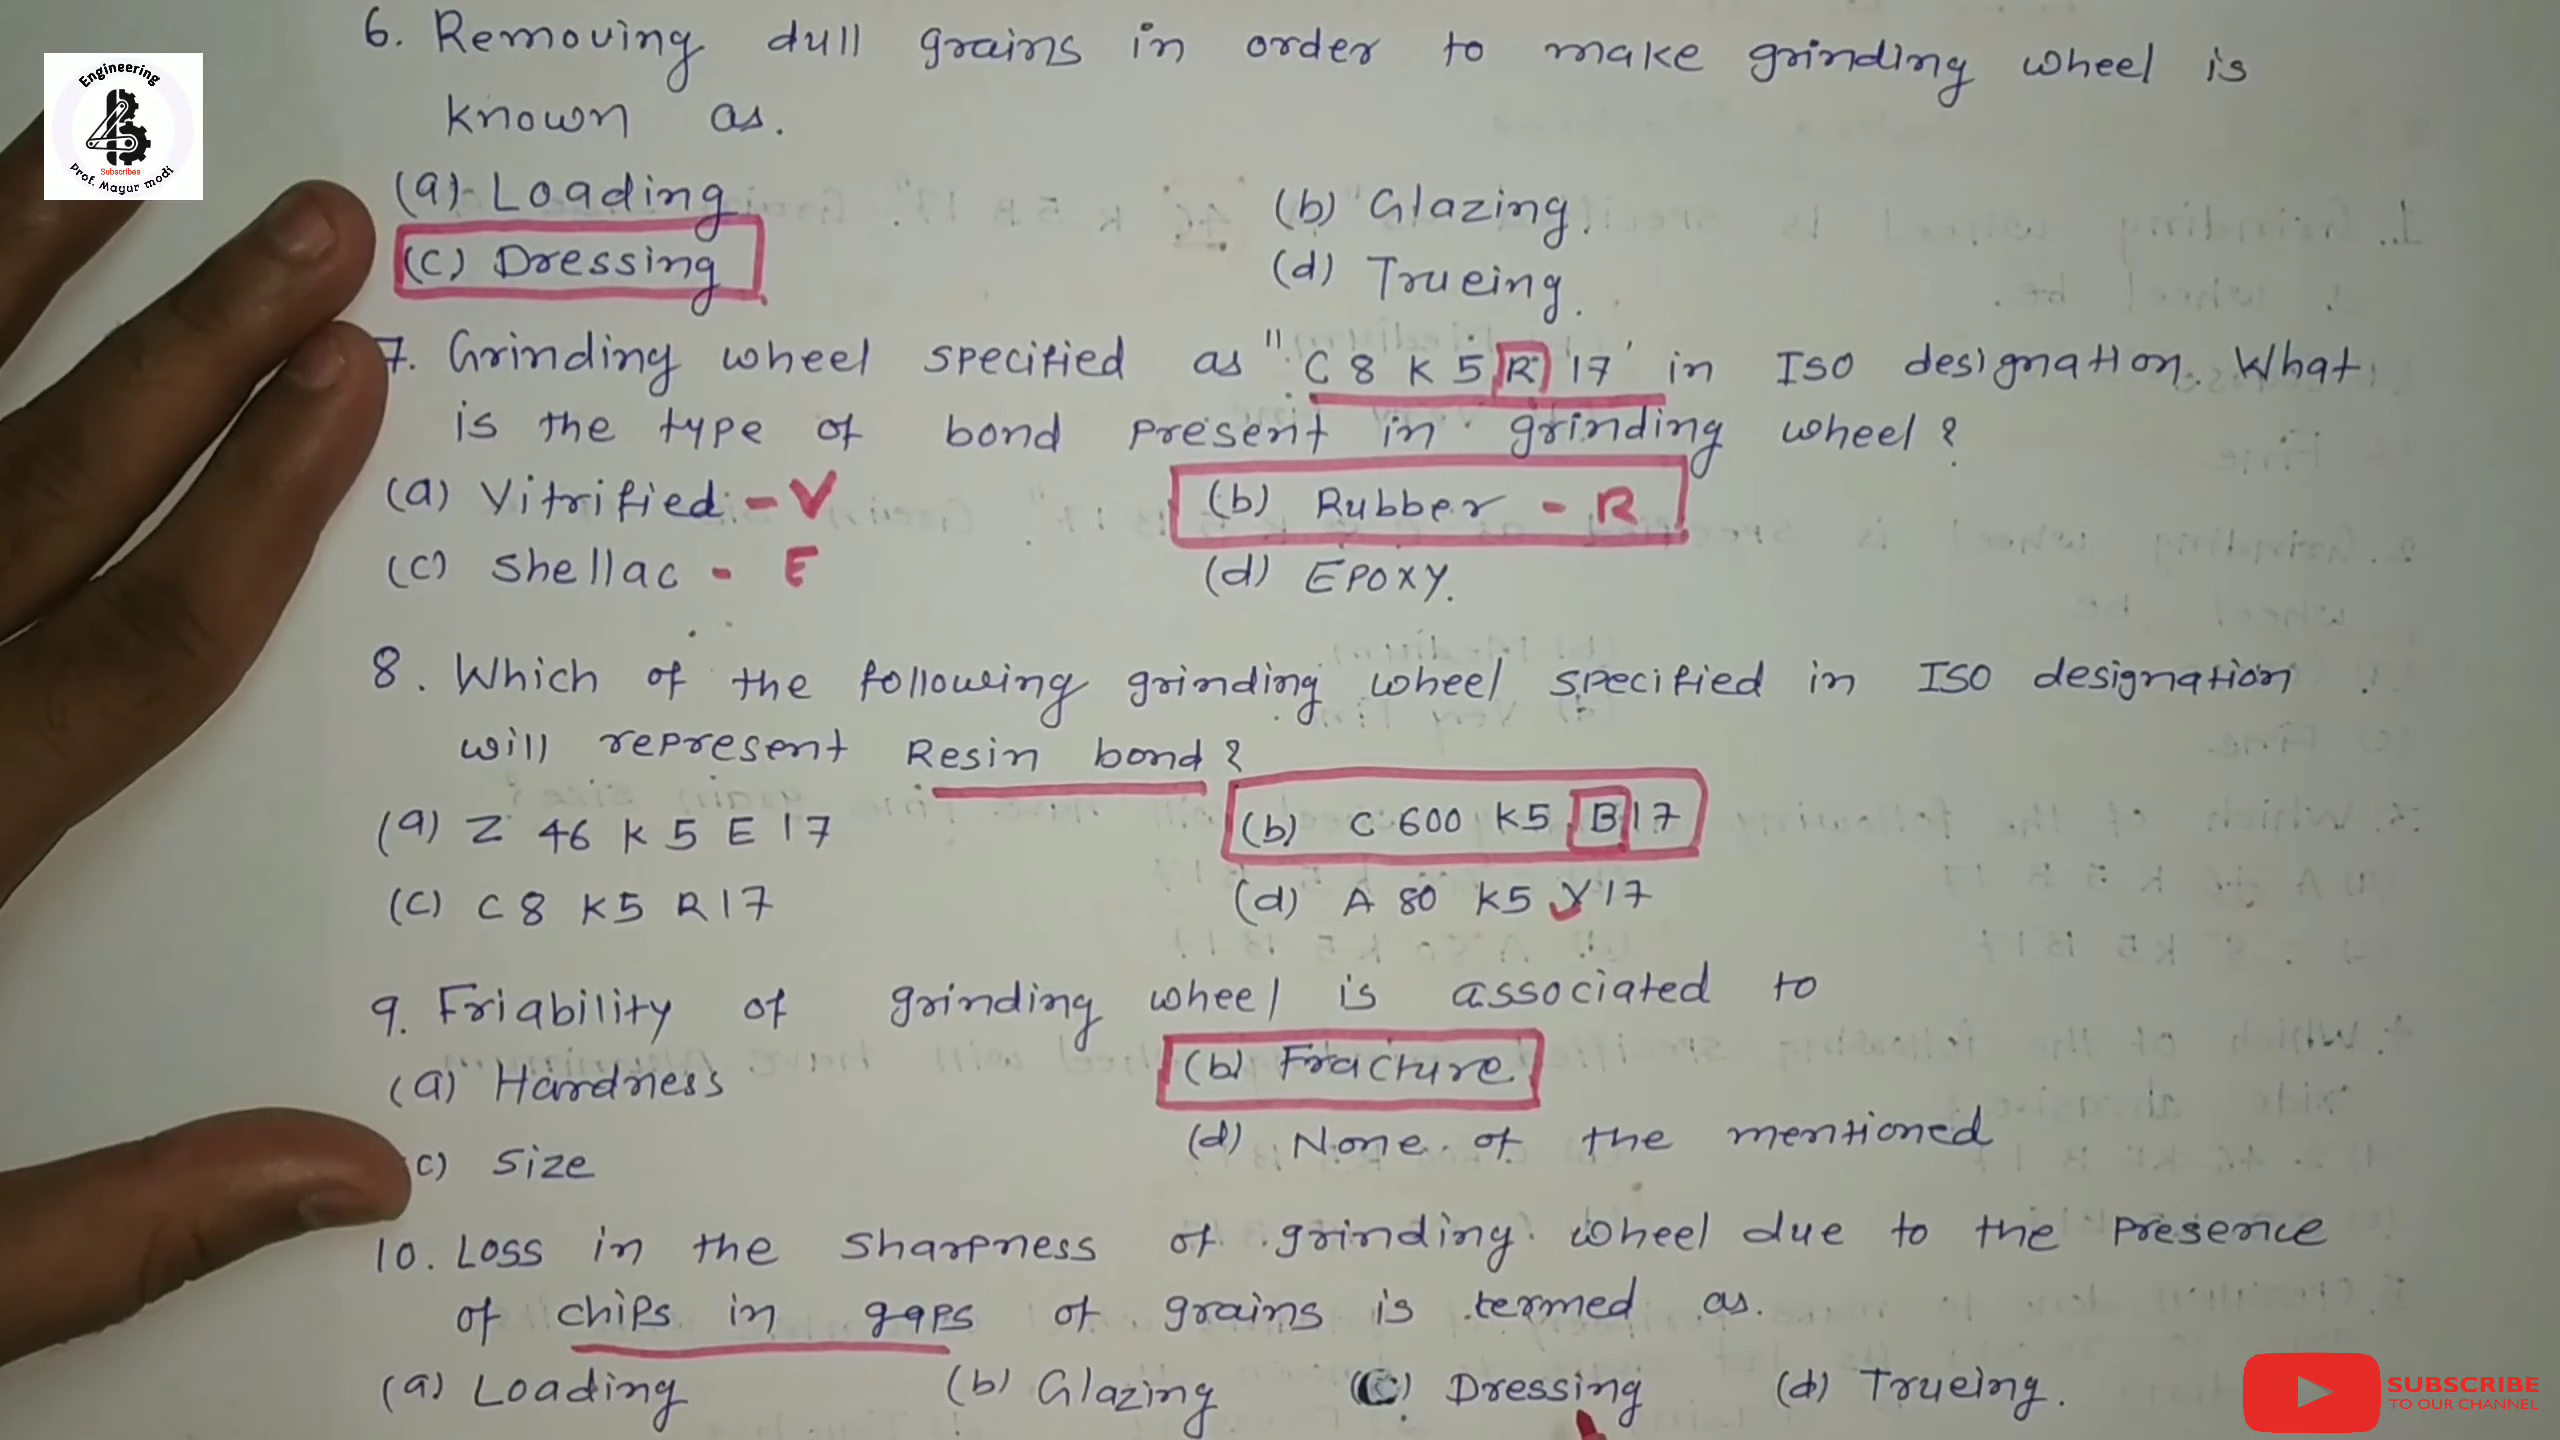 Engineering
Subscribes
Prof. Mayur modi
6. Removing dull grains in order to make grinding wheel is
known as.
(a) Loading (b) Glazing.
(c) Dressing (d) Trueing.
7. Grinding wheel specified as "C 8 K 5 R 17' in ISO designation. What
is the type of bond present in grinding wheel?
(a) Vitrified - V (b) Rubber - R
(c) Shellac - E (d) EPOXY.
8. Which of the following grinding wheel specified in ISO designation
will represent Resin bond?
(a) Z 46 K 5 E 17 (b) C 600 K5 B 17
(c) C 8 K5 R 17 (d) A 80 K5 V 17
9. Friability of grinding wheel is associated to
(a) Hardness (b) Fracture
c) Size (d) None of the mentioned
10. Loss in the sharpness of grinding wheel due to the presence
of chips in gaps of grains is termed as.
(a) Loading (b) Glazing (c) Dressing (d) Trueing.
SUBSCRIBE
TO OUR CHANNEL